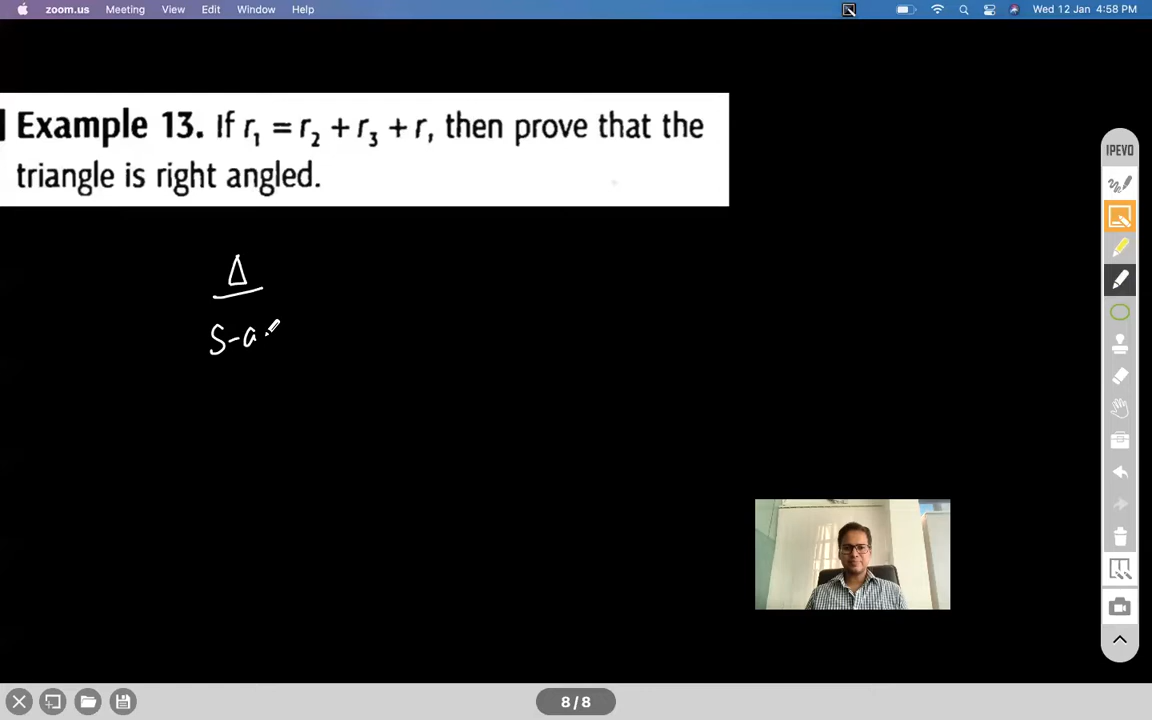 zoom.us Meeting View Edit Window Help Wed 12 Jan 4:58 PM
Example 13. If r₁ = r₂ + r₃ + r, then prove that the
triangle is right angled.
IPEVO
Δ
S-a
8/8